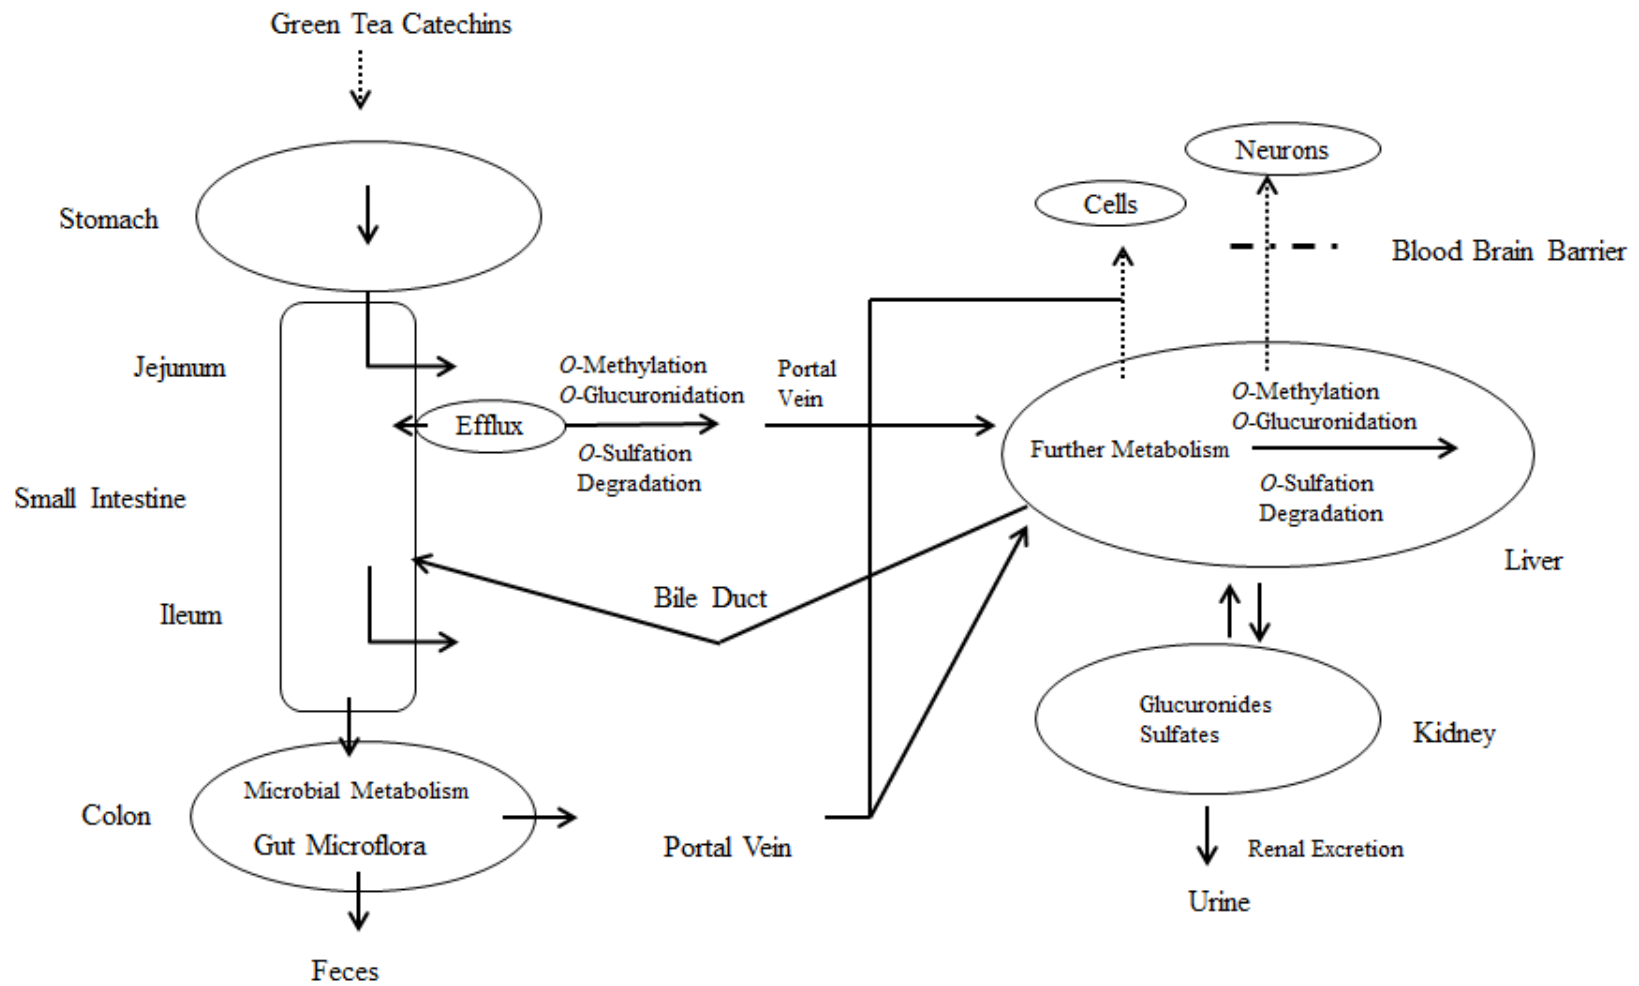 Green Tea Catechins
Neurons
Cells
Stomach
Blood Brain Barrier
Jejunum
O-Methylation
O-Glucuronidation
Portal
Vein
Efflux
O-Sulfation
Degradation
O-Methylation
O-Glucuronidation
Further Metabolism
O-Sulfation
Degradation
Small Intestine
Liver
Bile Duct
Ileum
Glucuronides
Sulfates
Kidney
Microbial Metabolism
Colon
Gut Microflora
Portal Vein
Renal Excretion
Urine
Feces